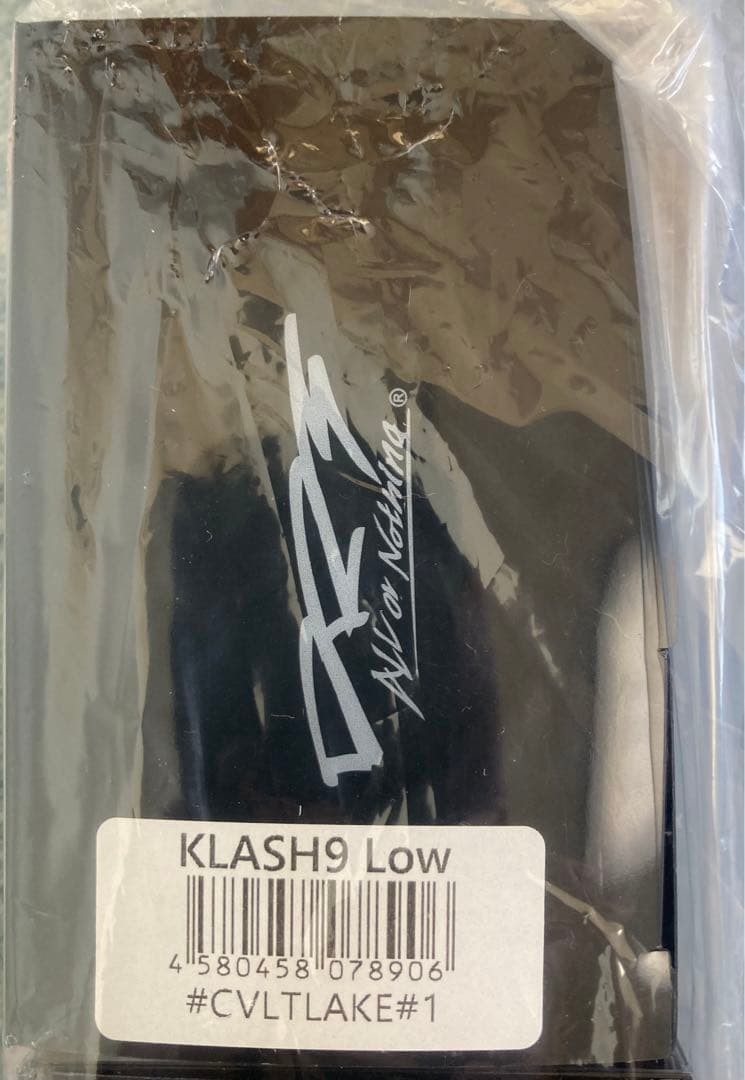 All or Nothing ®
KLASH9 Low
4 580458 078906
#CVLTLAKE#1